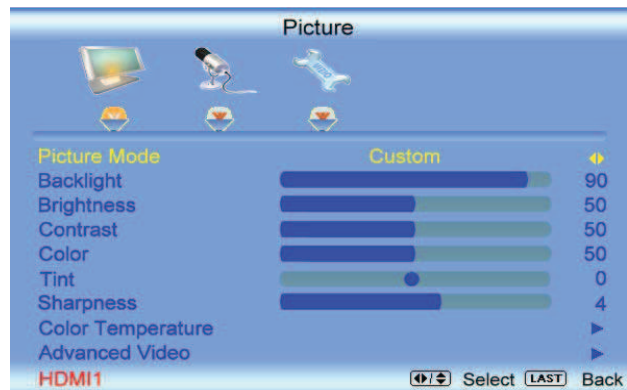 Picture
Picture Mode Custom
Backlight 90
Brightness 50
Contrast 50
Color 50
Tint 0
Sharpness 4
Color Temperature
Advanced Video
HDMI1 Select LAST Back